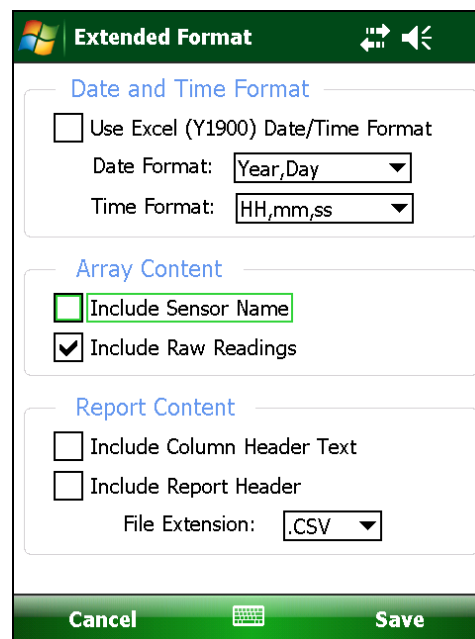 Extended Format
Date and Time Format
Use Excel (Y1900) Date/Time Format
Date Format: Year,Day
Time Format: HH,mm,ss
Array Content
Include Sensor Name
Include Raw Readings
Report Content
Include Column Header Text
Include Report Header
File Extension: .CSV
Cancel Save